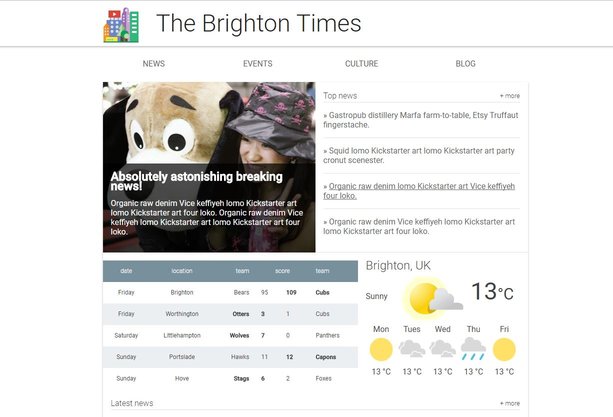 The Brighton Times
NEWS EVENTS CULTURE BLOG
Absolutely astonishing breaking
news!
Organic raw denim Vice keffiyeh lomo Kickstarter art
lomo Kickstarter art four loko. Organic raw denim Vice
keffiyeh lomo Kickstarter art lomo Kickstarter art four
loko.
Top news + more
» Gastropub distillery Marfa farm-to-table, Etsy Truffaut
fingerstache.
» Squid lomo Kickstarter art lomo Kickstarter art party
cronut scenester.
» Organic raw denim lomo Kickstarter art Vice keffiyeh
four loko.
» Organic raw denim Vice keffiyeh lomo Kickstarter art
lomo Kickstarter art four loko.
date location team score team
Friday Brighton Bears 95 109 Cubs
Friday Worthington Otters 3 1 Cubs
Saturday Littlehampton Wolves 7 0 Panthers
Sunday Portslade Hawks 11 12 Capons
Sunday Hove Stags 6 2 Foxes
Brighton, UK
Sunny 13°C
Mon Tues Wed Thu Fri
13 °C 13 °C 13 °C 13 °C 13 °C
Latest news + more